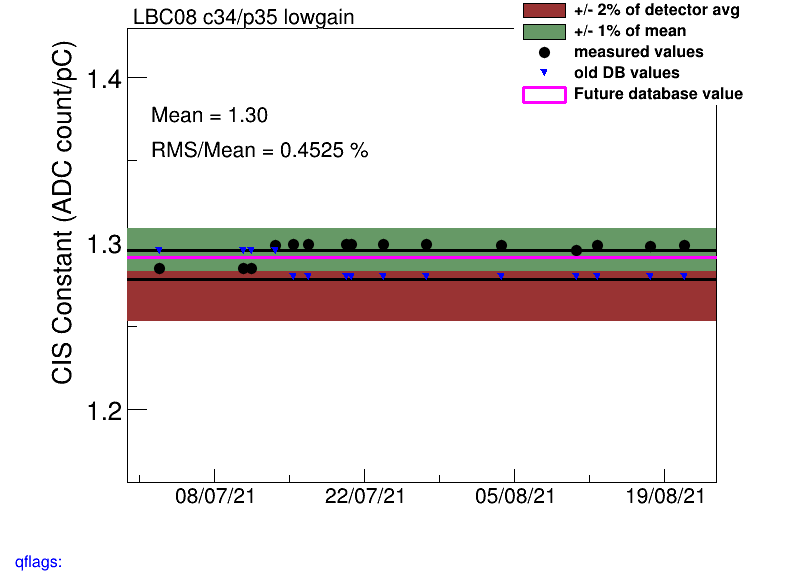 LBC08 c34/p35 lowgain
+/- 2% of detector avg
+/- 1% of mean
measured values
old DB values
Future database value
Mean = 1.30
RMS/Mean = 0.4525 %
CIS Constant (ADC count/pC)
1.4
1.3
1.2
08/07/21 22/07/21 05/08/21 19/08/21
qflags: